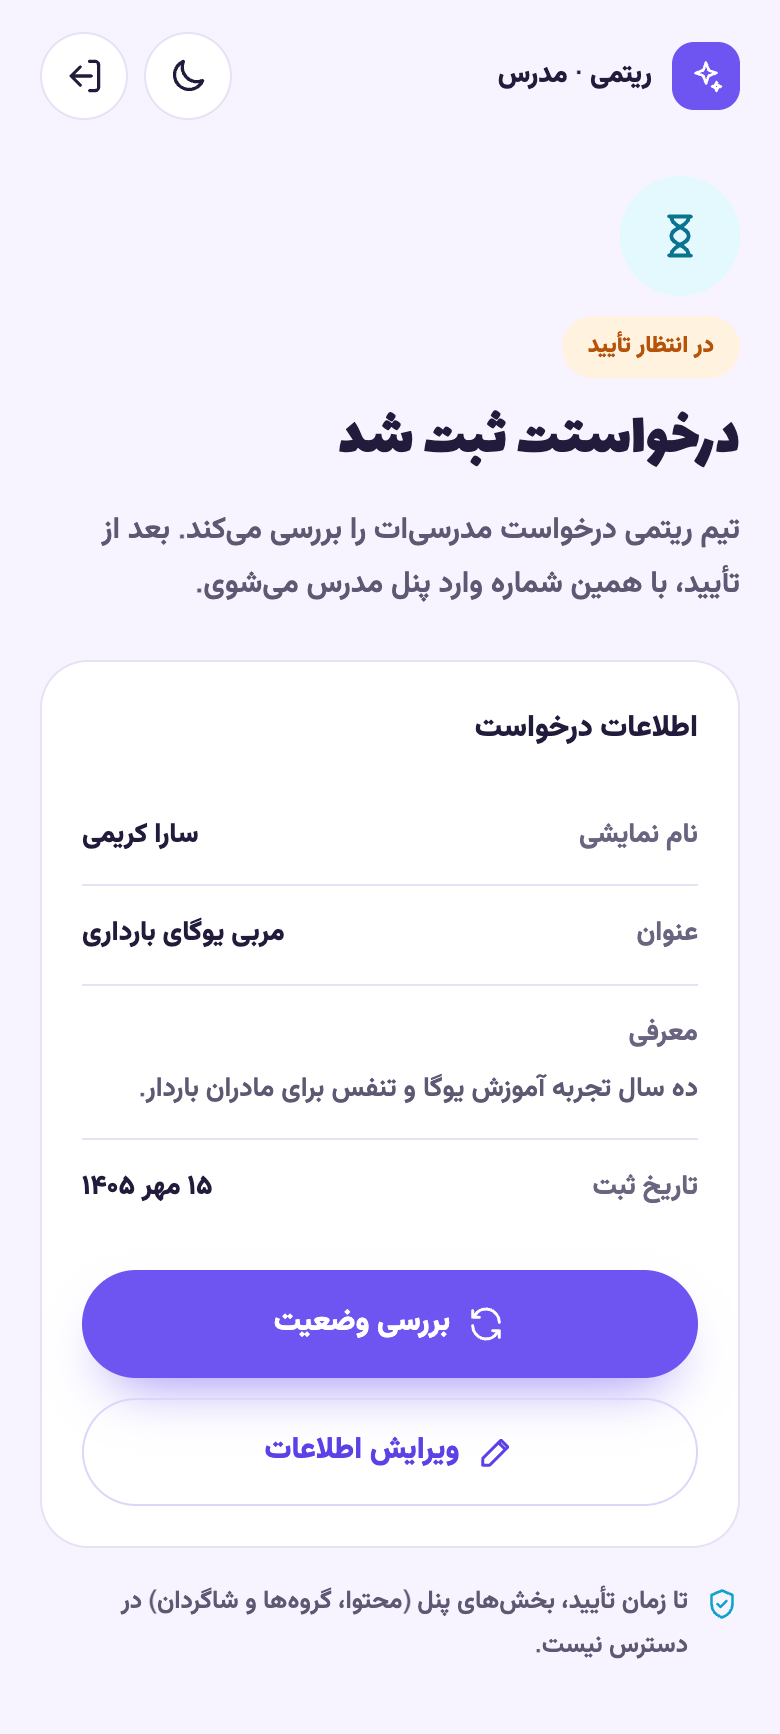 ریتمی · مدرس
در انتظار تأیید
درخواستت ثبت شد
تیم ریتمی درخواست مدرسی‌ات را بررسی می‌کند. بعد از
تأیید، با همین شماره وارد پنل مدرس می‌شوی.
اطلاعات درخواست
نام نمایشی سارا کریمی
عنوان مربی یوگای بارداری
معرفی
ده سال تجربه آموزش یوگا و تنفس برای مادران باردار.
تاریخ ثبت ۱۵ مهر ۱۴۰۵
بررسی وضعیت
ویرایش اطلاعات
تا زمان تأیید، بخش‌های پنل (محتوا، گروه‌ها و شاگردان) در
دسترس نیست.